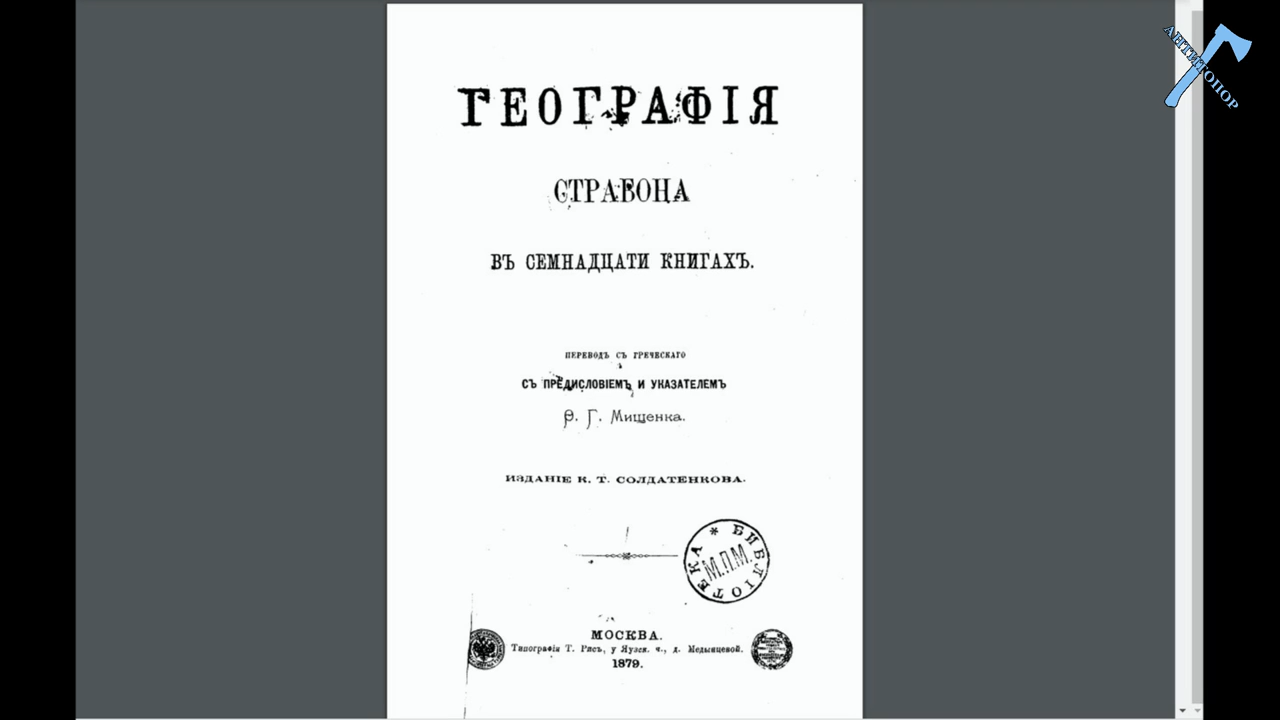 АНТИТОПОР
ГЕОГРАФІЯ
СТРАБОНА
ВЪ СЕМНАДЦАТИ КНИГАХЪ.
ПЕРЕВОДЪ СЪ ГРЕЧЕСКАГО
СЪ ПРЕДИСЛОВІЕМЪ И УКАЗАТЕЛЕМЪ
Ѳ. Г. Мищенка.
ИЗДАНІЕ К. Т. СОЛДАТЕНКОВА.
* БИБЛІОТЕКА
М.П.М.
МОСКВА.
Типографія Т. Рисъ, у Яузск. ч., д. Медынцевой.
1879.